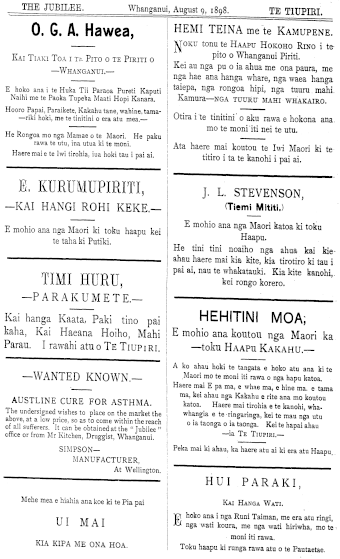 THE JUBILEE. Whanganui, August 9, 1898. TE TIUPIRI.
O. G. A. Hawea,
KAI TIAKI TOA I TE PITO O TE PIRITI O
—WHANGANUI.—
E hoko ana i te Huka Tii Paraoa Pureti Kaputi
Naihi me te Paoka Tupeka Maati Hopi Kanara.
Hooro Papai, Paraikete, Kakahu tane, wahine, tama-
—riki hoki, me te tinitini o era atu mea.—
He Rongoa mo nga Mamae o te Maori. He paku
rawa te utu, ina utua ki te moni.
Haere mai e te Iwi tirohia, iua hoki tau i pai ai.
E. KURUMUPIRITI,
—KAI HANGI ROHI KEKE.—
E mohio ana nga Maori ki toku haapu kei
te taha ki Putiki.
TIMI HURU,
—PARAKUMETE.—
Kai hanga Kaata. Paki tino pai
kaha, Kai Haeana Hoiho, Mahi
Parau. I rawahi atu o TE TIUPIRI.
—WANTED KNOWN.—
AUSTLINE CURE FOR ASTHMA.
The undersigned wishes to place on the market the
above, at a low price, so as to come within the reach
of all sufferers. It can be obtained at the "Jubilee"
office or from Mr Kitchen, Druggist, Whanganui.
SIMPSON—
MANUFACTURER,
At Wellington.
Mehe mea e hiahia ana koe ki te Pia pai
UI MAI
KIA KIPA ME ONA HOA.
HEMI TEINA me te KAMUPENE.
NOKU tonu te HAAPU HOKOHO RINO i te
pito o Whanganui Piriti.
Kei au nga pu o ia ahua me ona paura, me
nga hae ana hanga whare, nga waea hanga
taiepa, nga rongoa hipi, nga tuuru mahi
Kamura—NGA TUURU MAHI WHAKAIRO.
Otira i te tinitini o aku rawa e hokona ana
mo te moni iti nei te utu.
Ata haere mai koutou te Iwi Maori ki te
titiro i ta te kanohi i pai ai.
J. L. STEVENSON,
(Tiemi Mititi.)
E mohio ana nga Maori katoa ki toku
Haapu.
He tini tini noaiho nga ahua kai kie-
ahau haere mai kia kite, kia tirotiro ki tau i
pai ai, nau te whakatauki. Kia kite kanohi,
kei rongo korero.
HEHITINI MOA;
E mohio ana koutou nga Maori ka
—toku HAAPU KAKAHU.—
A ko ahau hoki te tangata e hoko atu ana ki te
Maori mo te moni iti rawa o nga hapu katoa.
Haere mai E pa ma, e whae ma, e hine ma. e tama
ma, kei ahau nga Kakahu e rite ana mo koutou
katoa. Haere mai tirohia e te kanohi, wha-
whangia e te ringaringa, kei te mau nga utu
o ia taonga o ia taonga. Kei te hapai ahau
—ia TE TIUPIRI.—
Peka mai ki ahau, ka haere atu ai ki era atu Haapu.
HUI PARAKI,
KAI HANGA WATI.
E hoko ana i nga Runi Talman, me era atu ringi,
nga wati koura, me nga wati hiriwha, mo te
moni iti nei.
Toku haapu ki runga rawa atu o te Pautaetae.